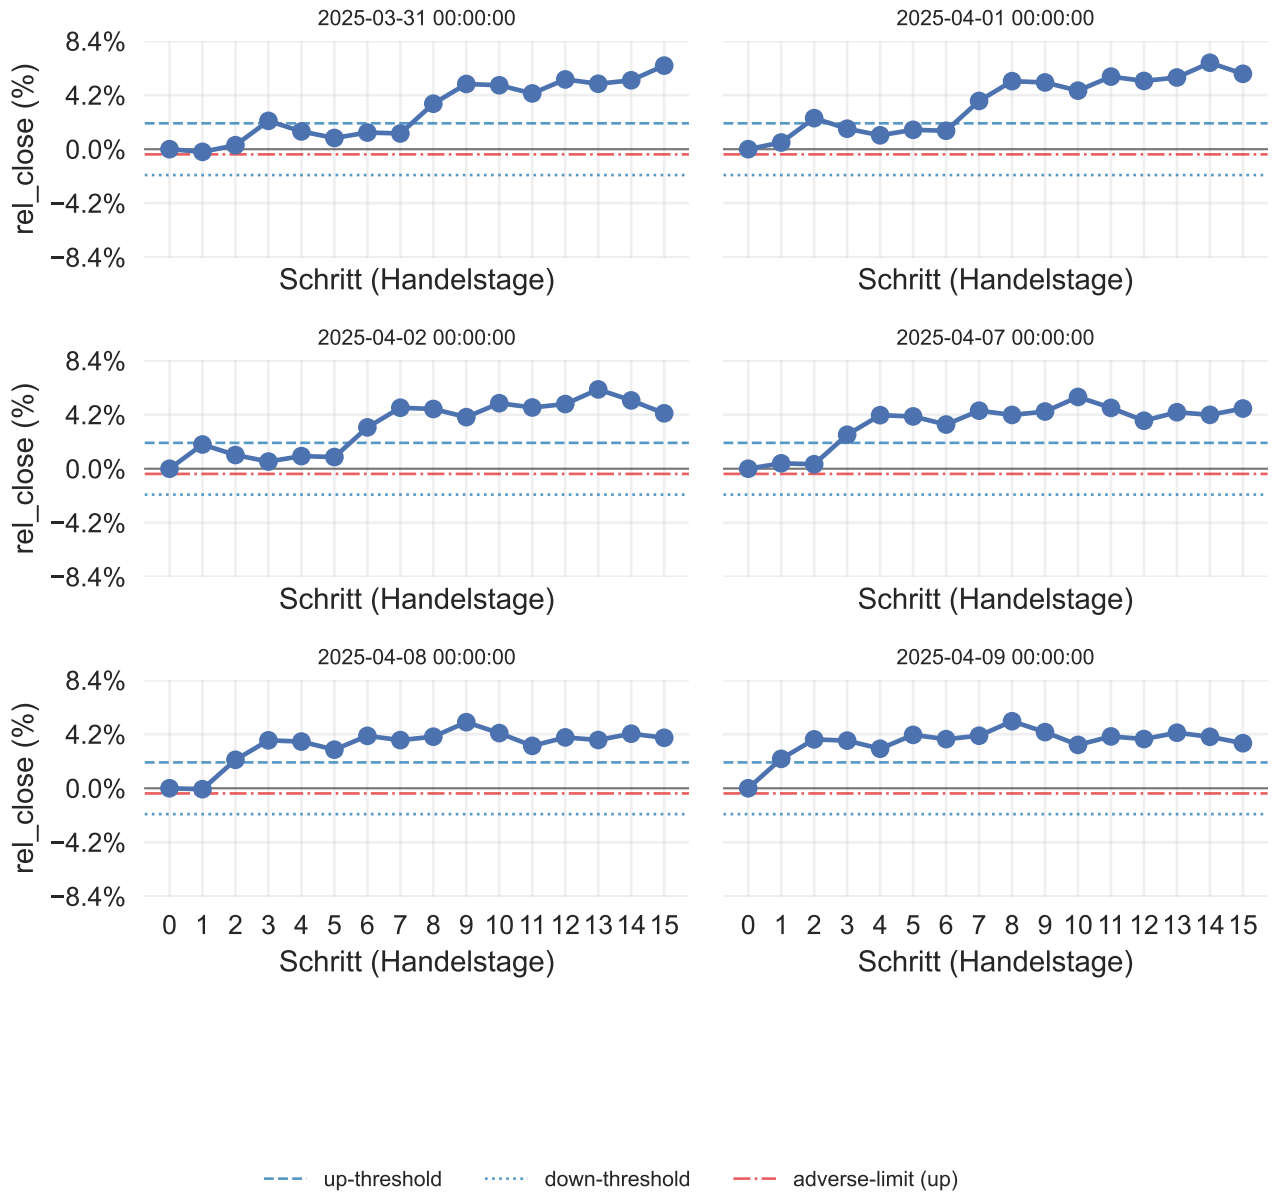 2025-03-31 00:00:00
2025-04-01 00:00:00
8.4%
4.2%
0.0%
−4.2%
−8.4%
rel_close (%)
Schritt (Handelstage)
Schritt (Handelstage)
2025-04-02 00:00:00
2025-04-07 00:00:00
8.4%
4.2%
0.0%
−4.2%
−8.4%
rel_close (%)
Schritt (Handelstage)
Schritt (Handelstage)
2025-04-08 00:00:00
2025-04-09 00:00:00
8.4%
4.2%
0.0%
−4.2%
−8.4%
rel_close (%)
0 1 2 3 4 5 6 7 8 9 10 11 12 13 14 15
0 1 2 3 4 5 6 7 8 9 10 11 12 13 14 15
Schritt (Handelstage)
Schritt (Handelstage)
up-threshold
down-threshold
adverse-limit (up)